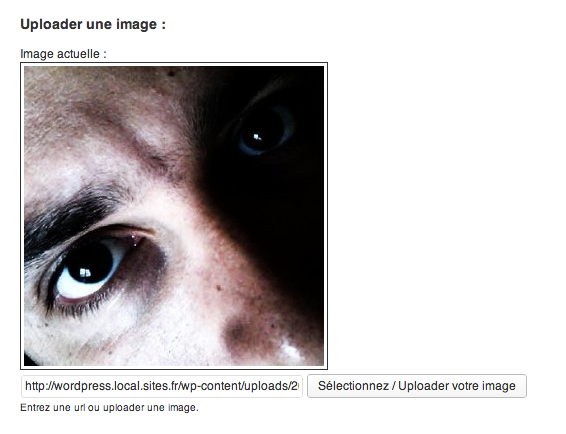 Uploader une image :
Image actuelle :
http://wordpress.local.sites.fr/wp-content/uploads/2 Sélectionnez / Uploader votre image
Entrez une url ou uploader une image.